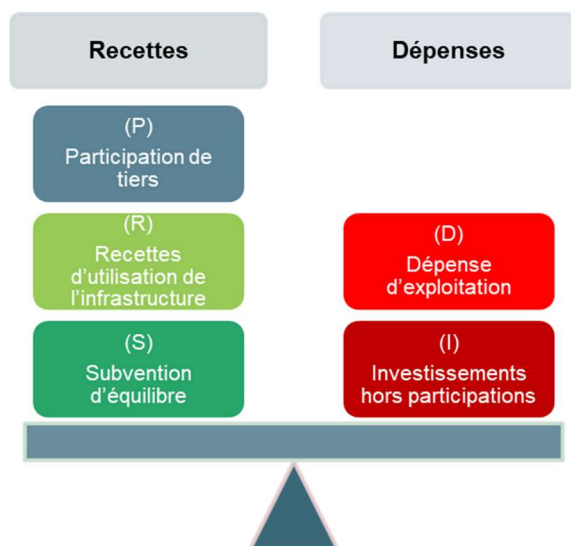 Recettes
Dépenses
(P)
Participation de
tiers
(R)
Recettes
d'utilisation de
l'infrastructure
(S)
Subvention
d'équilibre
(D)
Dépense
d'exploitation
(I)
Investissements
hors participations